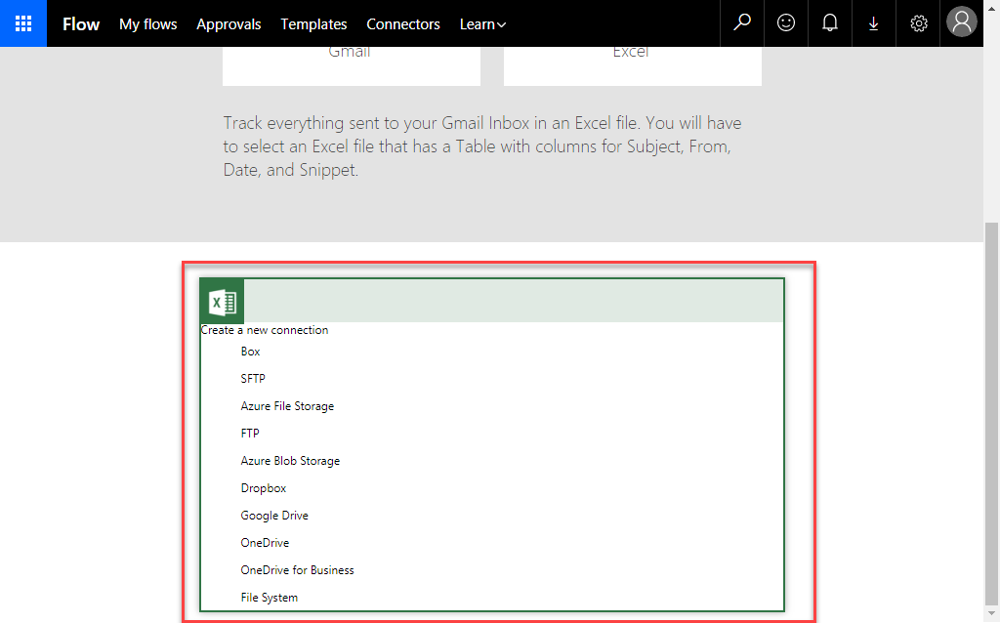 Flow My flows Approvals Templates Connectors Learn
Gmail Excel
Track everything sent to your Gmail Inbox in an Excel file. You will have
to select an Excel file that has a Table with columns for Subject, From,
Date, and Snippet.
X
Create a new connection
Box
SFTP
Azure File Storage
FTP
Azure Blob Storage
Dropbox
Google Drive
OneDrive
OneDrive for Business
File System